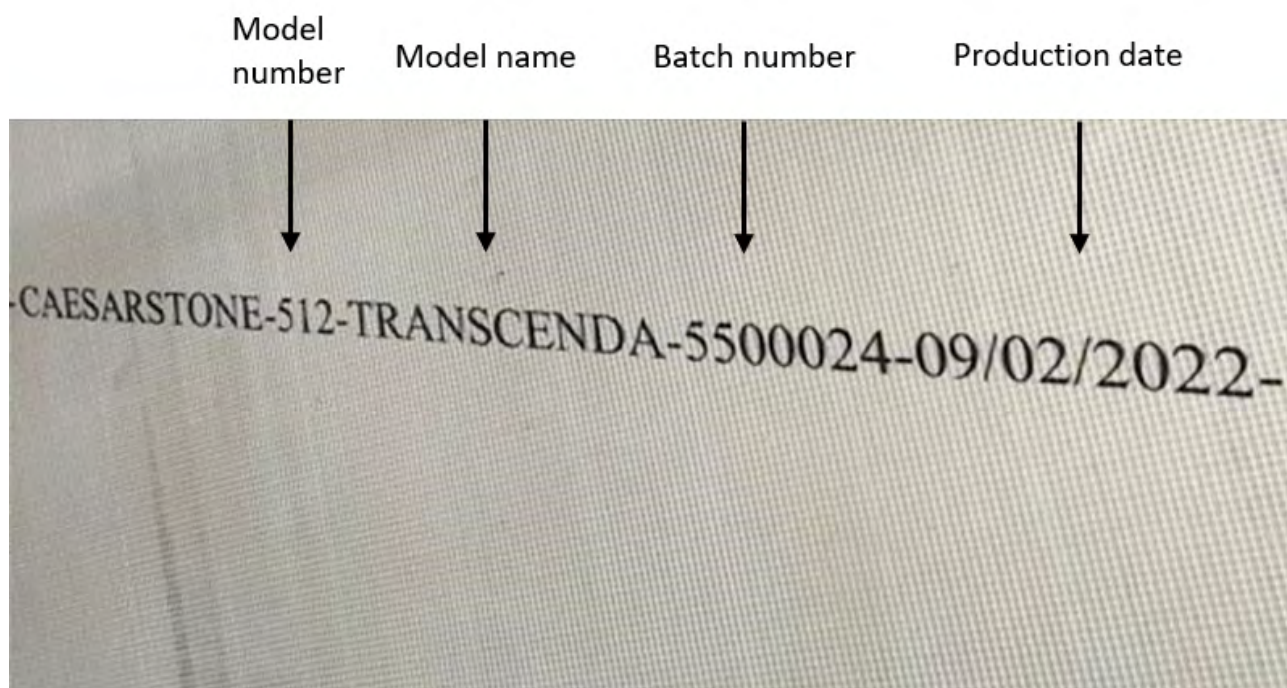 Model number
Model name
Batch number
Production date
-CAESARSTONE-512-TRANSCENDA-5500024-09/02/2022-